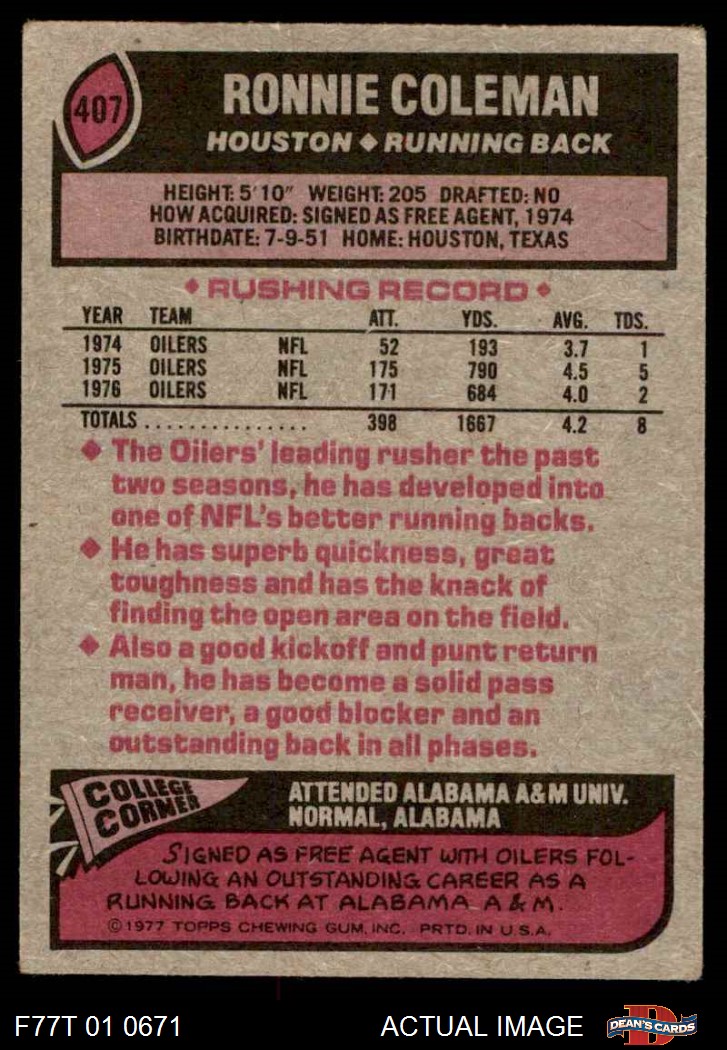 407
RONNIE COLEMAN
HOUSTON ◆ RUNNING BACK
HEIGHT: 5'10" WEIGHT: 205 DRAFTED: NO
HOW ACQUIRED: SIGNED AS FREE AGENT, 1974
BIRTHDATE: 7-9-51 HOME: HOUSTON, TEXAS
◆ RUSHING RECORD ◆
YEAR TEAM ATT. YDS. AVG. TDS.
1974 OILERS NFL 52 193 3.7 1
1975 OILERS NFL 175 790 4.5 5
1976 OILERS NFL 171 684 4.0 2
TOTALS ............... 398 1667 4.2 8
◆ The Oilers' leading rusher the past
two seasons, he has developed into
one of NFL's better running backs.
◆ He has superb quickness, great
toughness and has the knack of
finding the open area on the field.
◆ Also a good kickoff and punt return
man, he has become a solid pass
receiver, a good blocker and an
outstanding back in all phases.
COLLEGE
CORNER
ATTENDED ALABAMA A&M UNIV.
NORMAL, ALABAMA
SIGNED AS FREE AGENT WITH OILERS FOL-
LOWING AN OUTSTANDING CAREER AS A
RUNNING BACK AT ALABAMA A & M.
©1977 TOPPS CHEWING GUM, INC. PRTD. IN U.S.A.
F77T 01 0671 ACTUAL IMAGE
D
DEAN'S CARDS